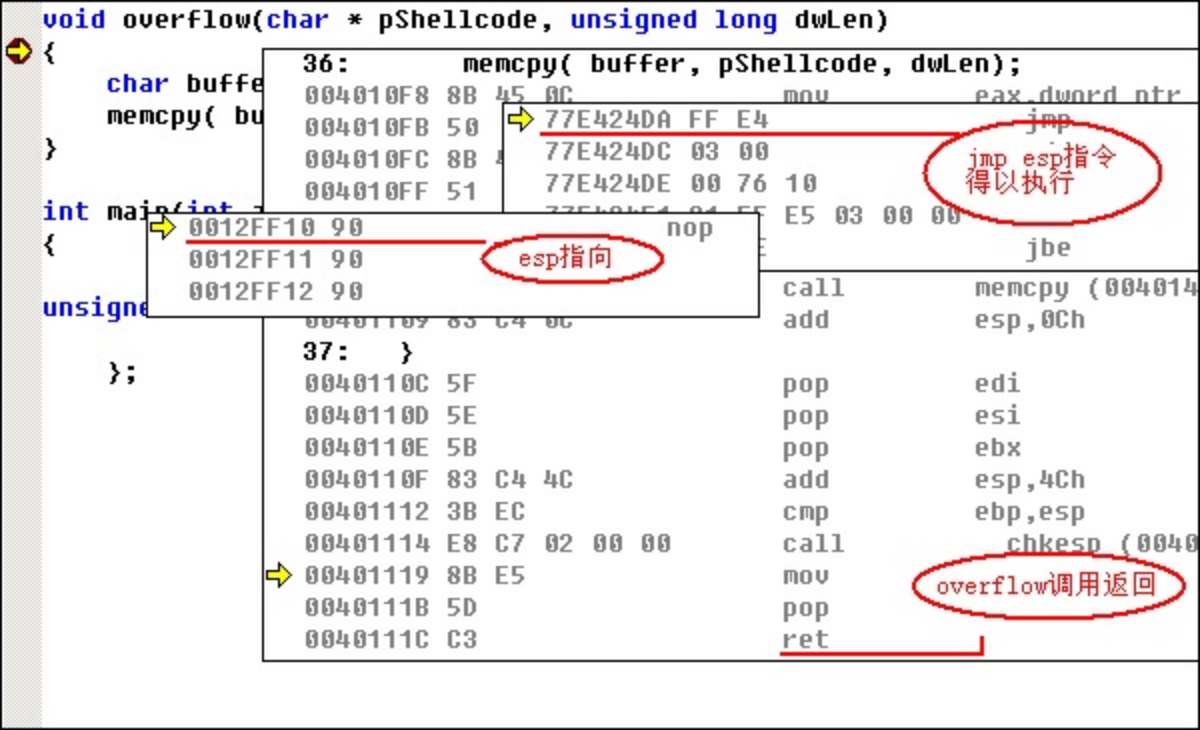 void overflow(char * pShellcode, unsigned long dwLen)
{
char buffe
memcpy( bu
}
int main(int
{
unsigne
};
36: memcpy( buffer, pShellcode, dwLen);
004010F8 8B 45 0C mov eax,dword ptr
004010FB 50
004010FC 8B
004010FF 51
77E424DA FF E4 jmp
77E424DC 03 00
77E424DE 00 76 10
E5 03 00 00
jbe
jmp esp指令
得以执行
0012FF10 90 nop
0012FF11 90
0012FF12 90
esp指向
call memcpy (004014
00401109 83 C4 0C add esp,0Ch
37: }
0040110C 5F pop edi
0040110D 5E pop esi
0040110E 5B pop ebx
0040110F 83 C4 4C add esp,4Ch
00401112 3B EC cmp ebp,esp
00401114 E8 C7 02 00 00 call chkesp (0040
00401119 8B E5 mov
0040111B 5D pop
0040111C C3 ret
overflow调用返回